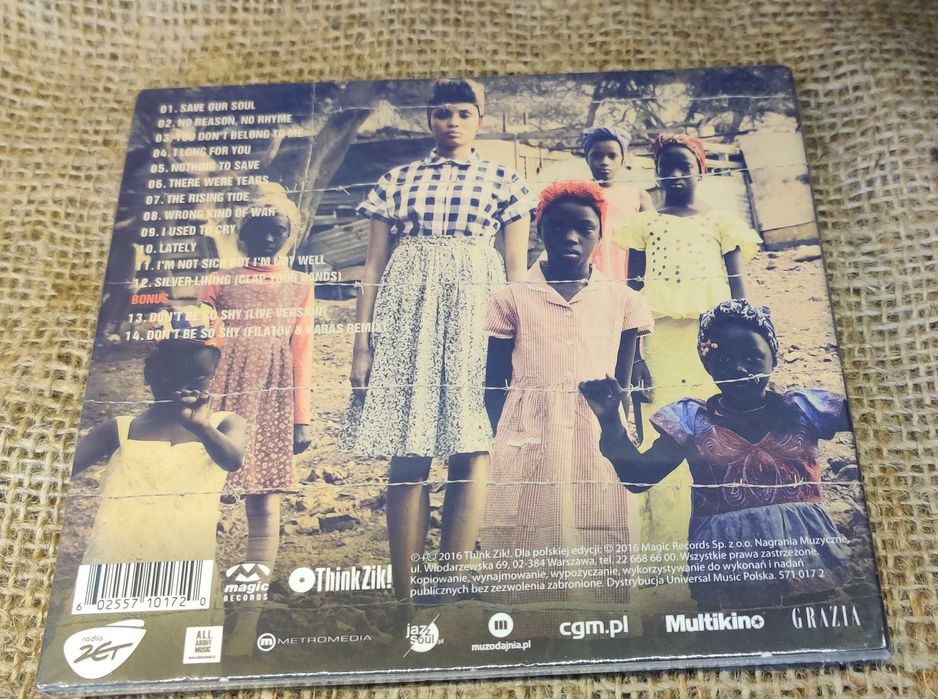 01. SAVE OUR SOUL
02. NO REASON, NO RHYME
03. YOU DON'T BELONG TO ME
04. I LONG FOR YOU
05. NOTHING TO SAVE
06. THERE WERE TEARS
07. THE RISING TIDE
08. WRONG KIND OF WAR
09. I USED TO CRY
10. LATELY
11. I'M NOT SICK BUT I'M NOT WELL
12. SILVER LINING (CLAP YOUR HANDS)
BONUS
13. DON'T BE SO SHY (LIVE VERSION)
14. DON'T BE SO SHY (FILATOV & KARAS REMIX)
℗+© 2016 Think Zik!. Dla polskiej edycji: © 2016 Magic Records Sp. z o.o. Nagrania Muzyczne,
ul. Włodarzewska 69, 02-384 Warszawa, tel. 22 668 66 00. Wszystkie prawa zastrzeżone.
Kopiowanie, wynajmowanie, wypożyczanie, wykorzystywanie do wykonań i nadań
publicznych bez zezwolenia zabronione. Dystrybucja Universal Music Polska. 571 017 2
6 02557 10172 0
magic
RECORDS
Think Zik!
radio
ZET
ALL
ABOUT
MUSIC
m METROMEDIA
jazz
soul.pl
m
muzodajnia.pl
cgm.pl
Multikino
GRAZIA